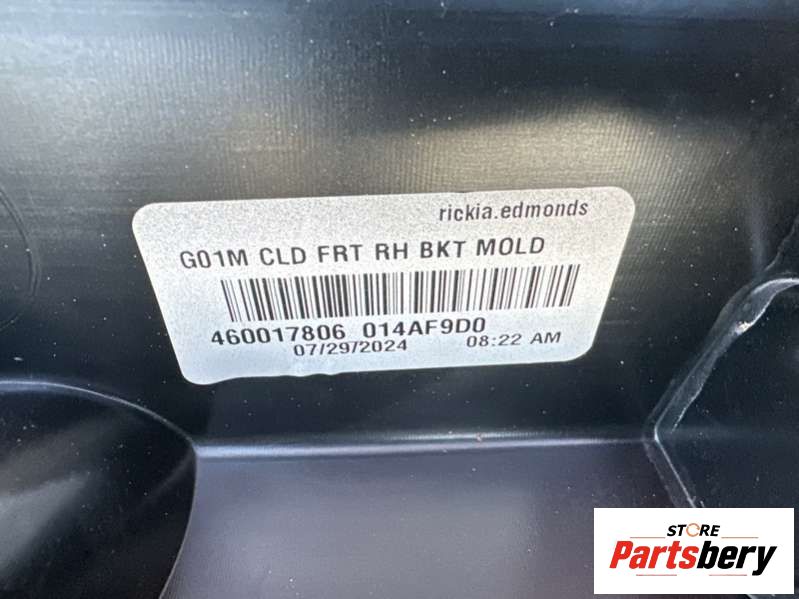 rickia.edmonds
G01M CLD FRT RH BKT MOLD
460017806 014AF9D0
07/29/2024 08:22 AM
STORE
Partsbery